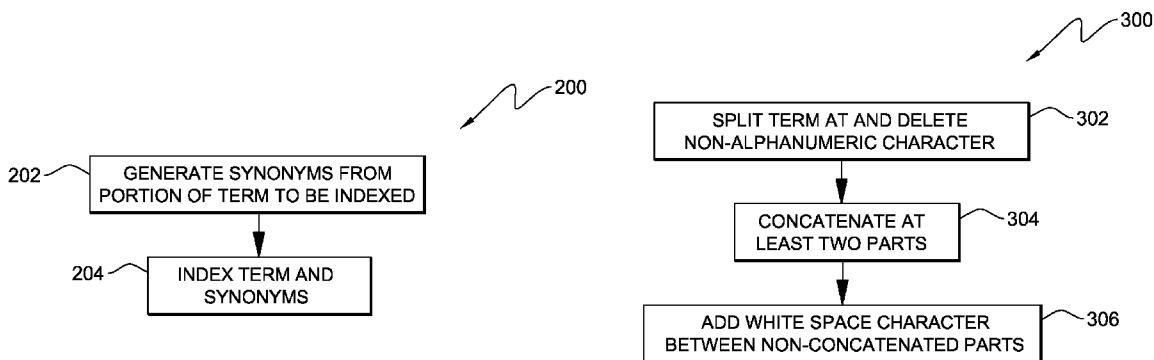 200
202
GENERATE SYNONYMS FROM
PORTION OF TERM TO BE INDEXED
204
INDEX TERM AND
SYNONYMS
300
SPLIT TERM AT AND DELETE
NON-ALPHANUMERIC CHARACTER
302
CONCATENATE AT
LEAST TWO PARTS
304
ADD WHITE SPACE CHARACTER
BETWEEN NON-CONCATENATED PARTS
306